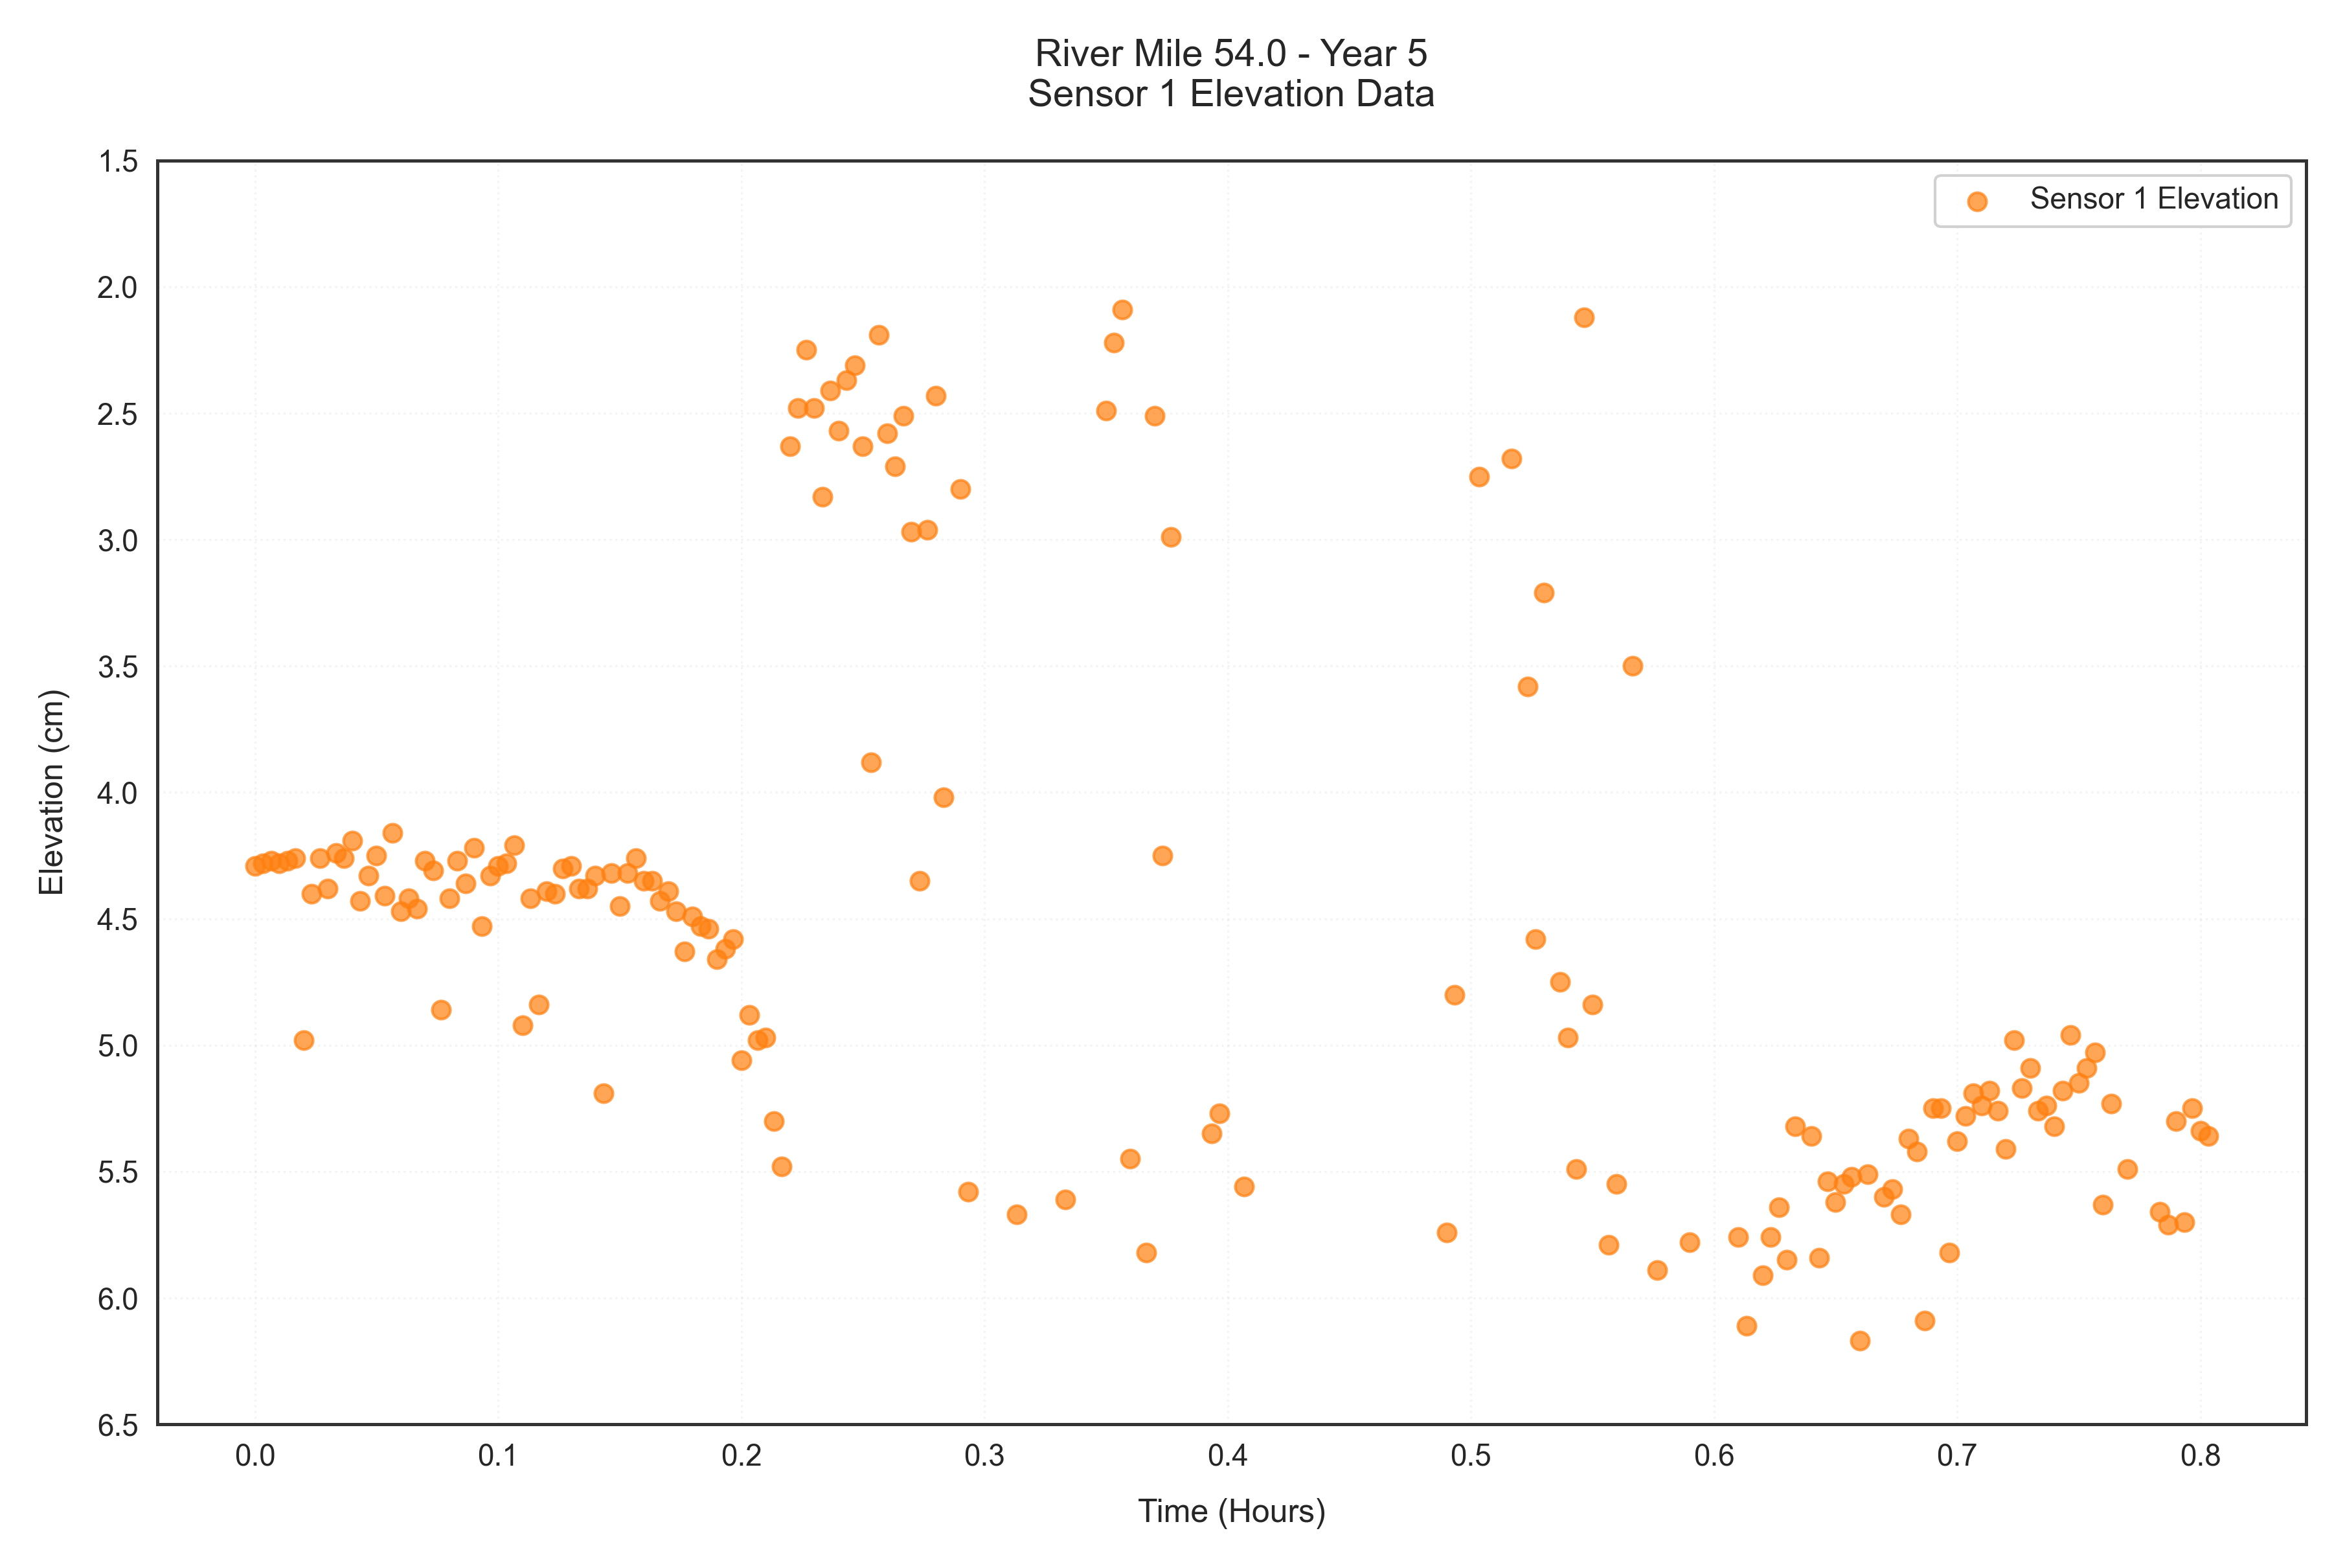 River Mile 54.0 - Year 5
Sensor 1 Elevation Data
Sensor 1 Elevation
Elevation (cm)
1.5
2.0
2.5
3.0
3.5
4.0
4.5
5.0
5.5
6.0
6.5
0.0 0.1 0.2 0.3 0.4 0.5 0.6 0.7 0.8
Time (Hours)